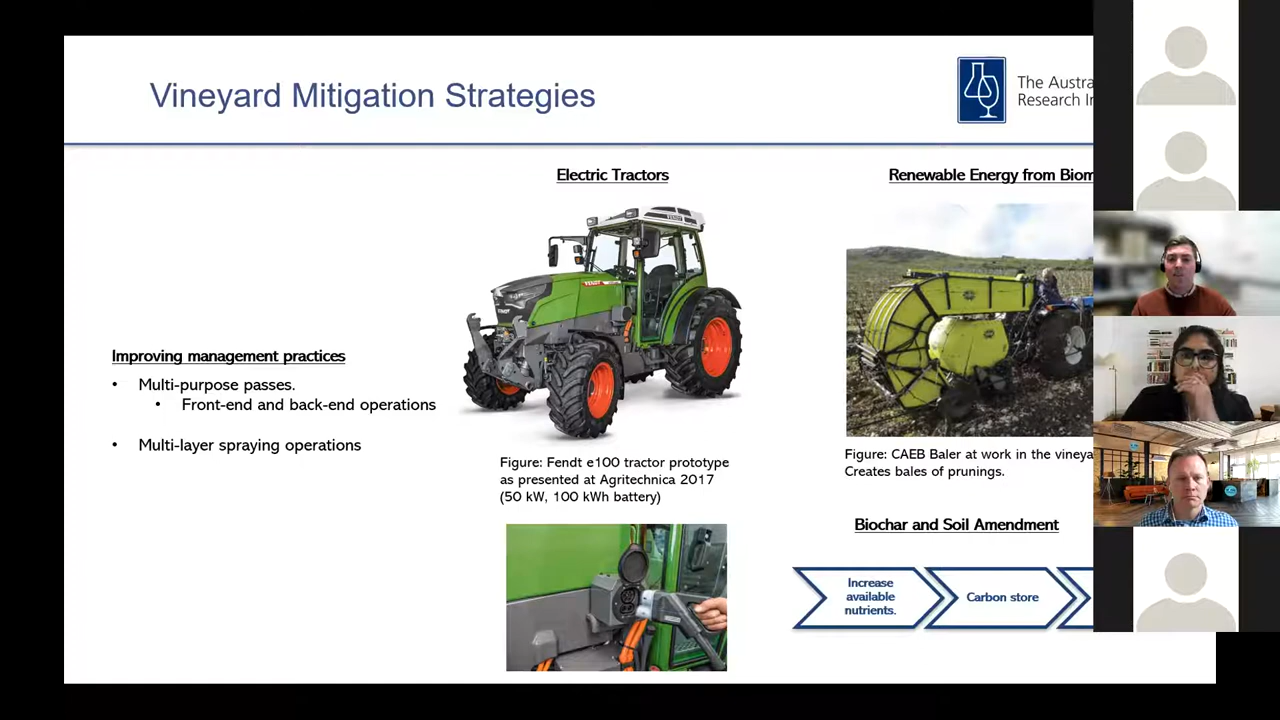 Vineyard Mitigation Strategies
The Austra
Research In
Electric Tractors
Renewable Energy from Biom
FENDT
Improving management practices
• Multi-purpose passes.
• Front-end and back-end operations
• Multi-layer spraying operations
Figure: Fendt e100 tractor prototype
as presented at Agritechnica 2017
(50 kW, 100 kWh battery)
Figure: CAEB Baler at work in the vineya
Creates bales of prunings.
Biochar and Soil Amendment
Increase
available
nutrients.
Carbon store